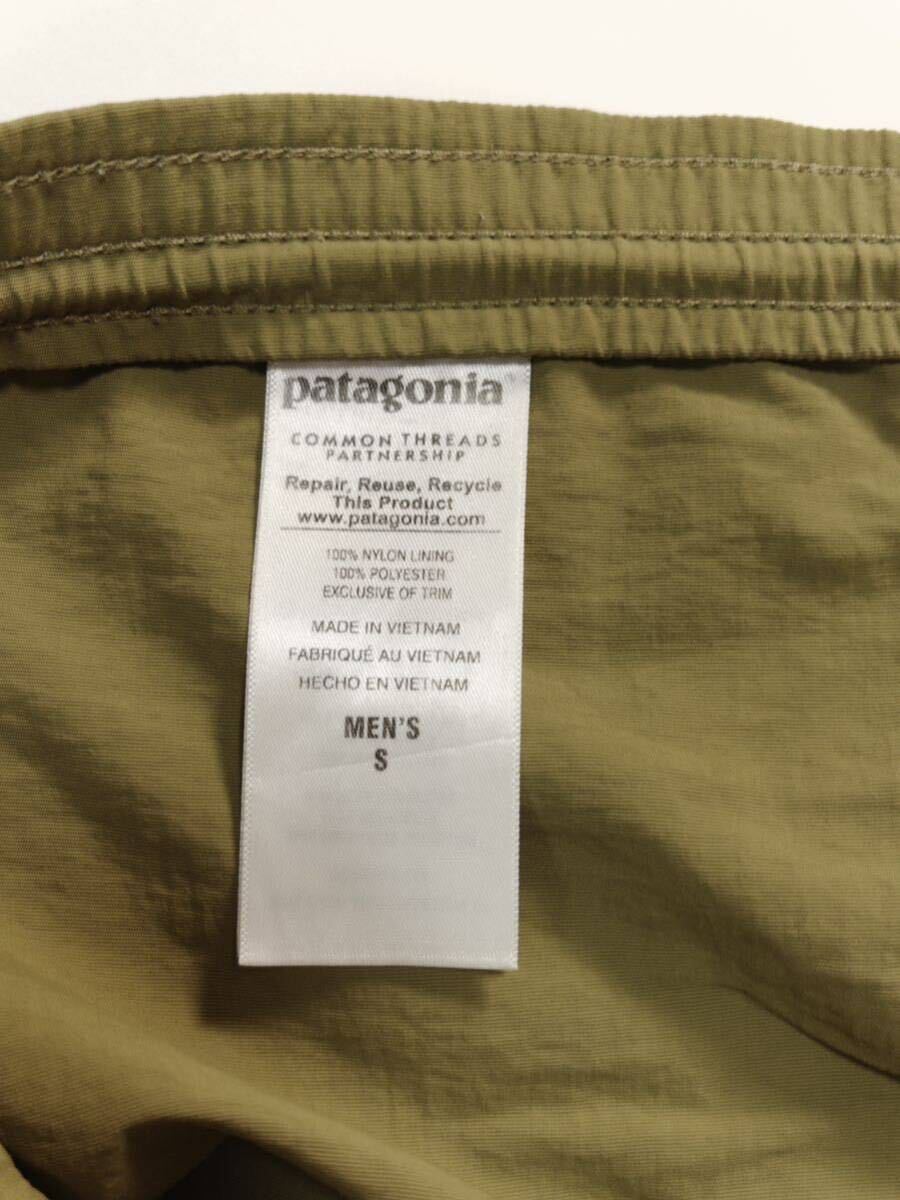 patagonia®
COMMON THREADS
PARTNERSHIP
Repair, Reuse, Recycle
This Product
www.patagonia.com
100% NYLON LINING
100% POLYESTER
EXCLUSIVE OF TRIM
MADE IN VIETNAM
FABRIQUÉ AU VIETNAM
HECHO EN VIETNAM
MEN'S
S